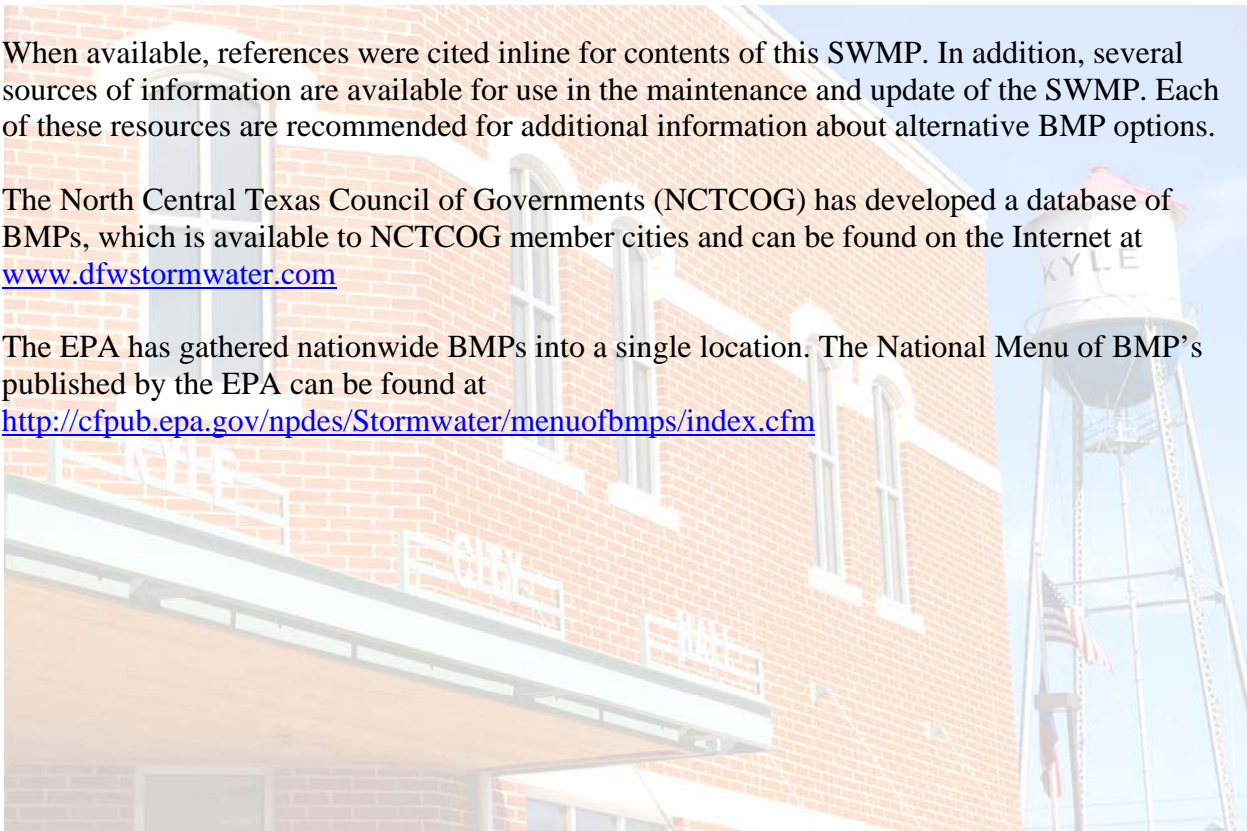 When available, references were cited inline for contents of this SWMP. In addition, several
sources of information are available for use in the maintenance and update of the SWMP. Each
of these resources are recommended for additional information about alternative BMP options.
The North Central Texas Council of Governments (NCTCOG) has developed a database of
BMPs, which is available to NCTCOG member cities and can be found on the Internet at
www.dfwstormwater.com
The EPA has gathered nationwide BMPs into a single location. The National Menu of BMP’s
published by the EPA can be found at
http://cfpub.epa.gov/npdes/Stormwater/menuofbmps/index.cfm
KYLE
KYLE
CITY
HALL